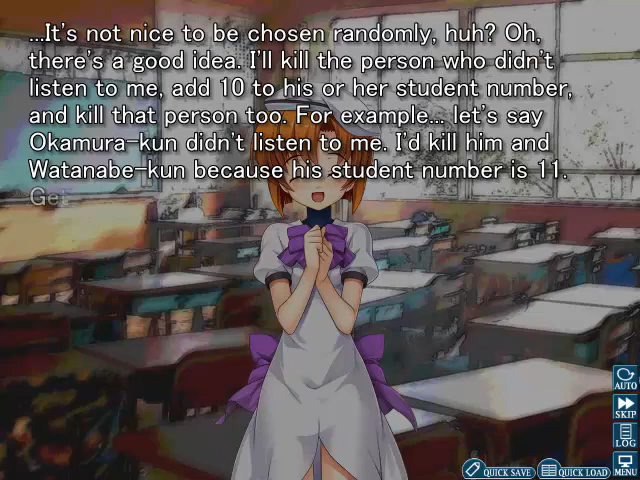 ...It's not nice to be chosen randomly, huh? Oh,
there's a good idea. I'll kill the person who didn't
listen to me, add 10 to his or her student number,
and kill that person too. For example... let's say
Okamura-kun didn't listen to me. I'd kill him and
Watanabe-kun because his student number is 11.
Ge
AUTO
SKIP
LOG
MENU
QUICK SAVE
QUICK LOAD